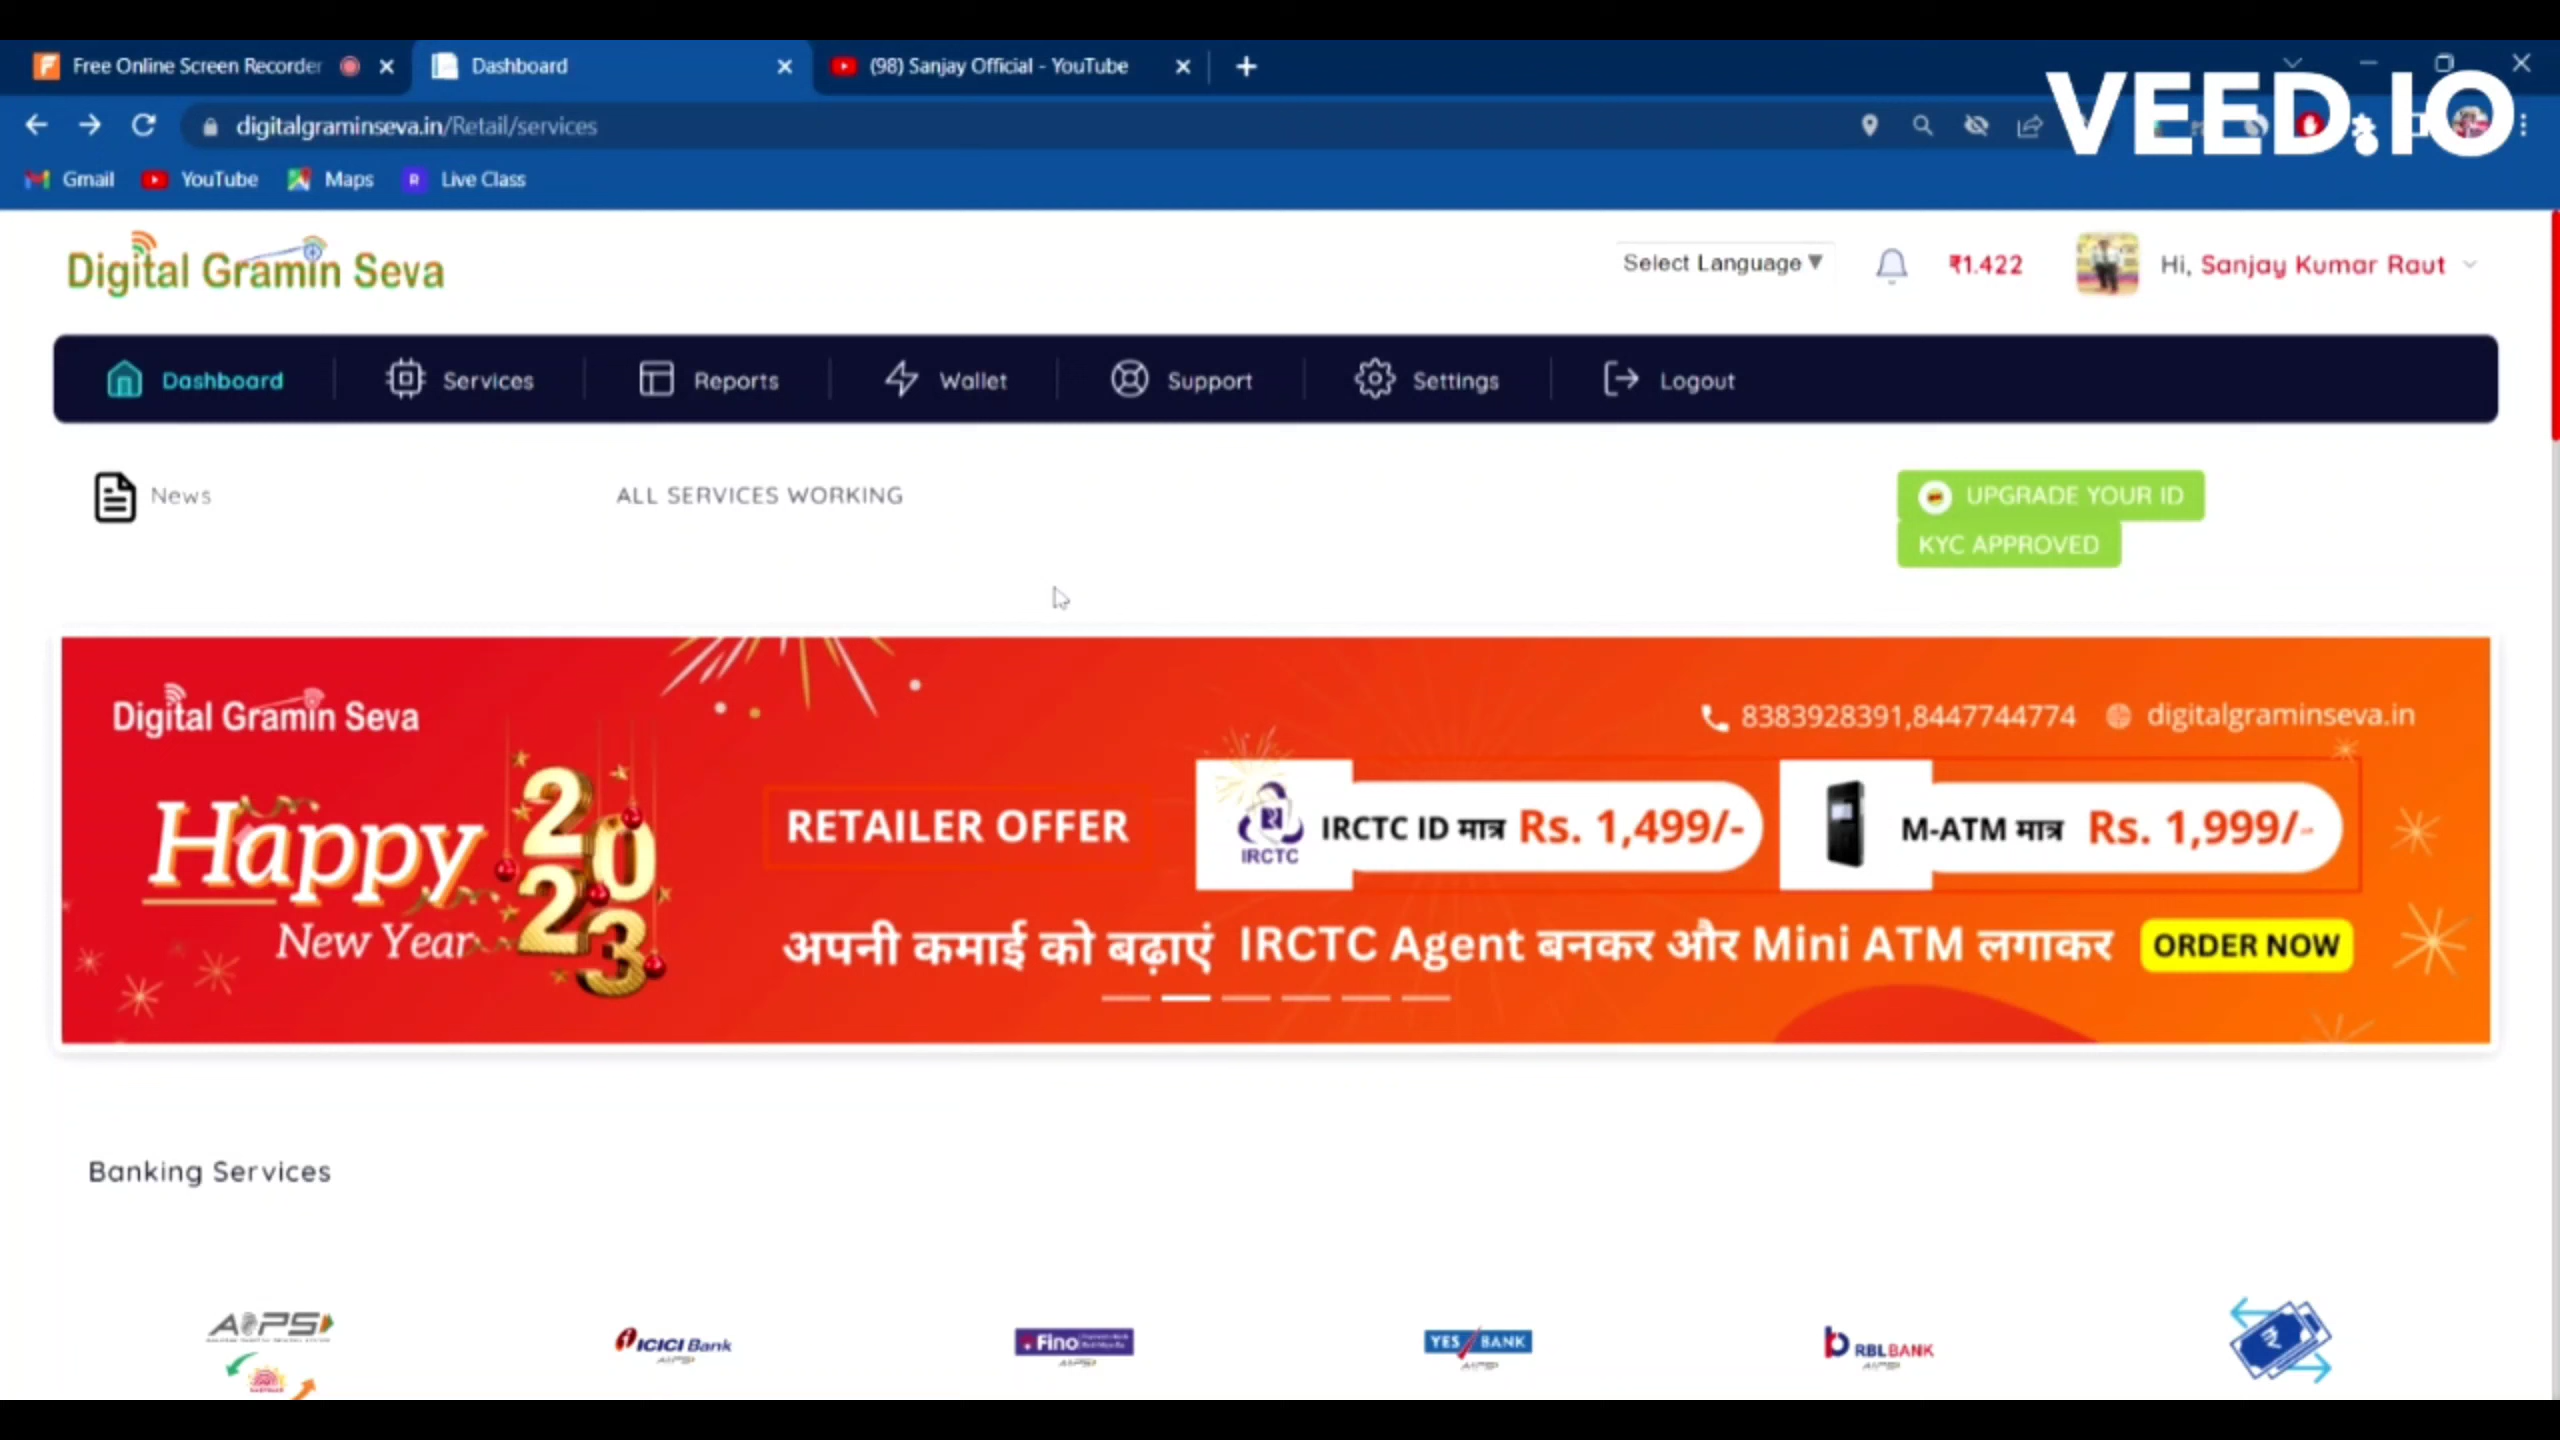 Free Online Screen Recorder
Dashboard
(98) Sanjay Official - YouTube
VEED.IO
digitalgraminseva.in/Retail/services
Gmail
YouTube
Maps
Live Class
Digital Gramin Seva
Select Language ▼
₹1.422
Hi, Sanjay Kumar Raut
Dashboard
Services
Reports
Wallet
Support
Settings
Logout
News
ALL SERVICES WORKING
UPGRADE YOUR ID
KYC APPROVED
Digital Gramin Seva
8383928391,8447744774
digitalgraminseva.in
Happy
2023
New Year
RETAILER OFFER
IRCTC
IRCTC ID मात्र Rs. 1,499/-
M-ATM मात्र Rs. 1,999/-
अपनी कमाई को बढ़ाएं IRCTC Agent बनकर और Mini ATM लगाकर
ORDER NOW
Banking Services
AePS
ICICI Bank
AePS
Fino
AePS
YES BANK
AePS
RBL BANK
AePS